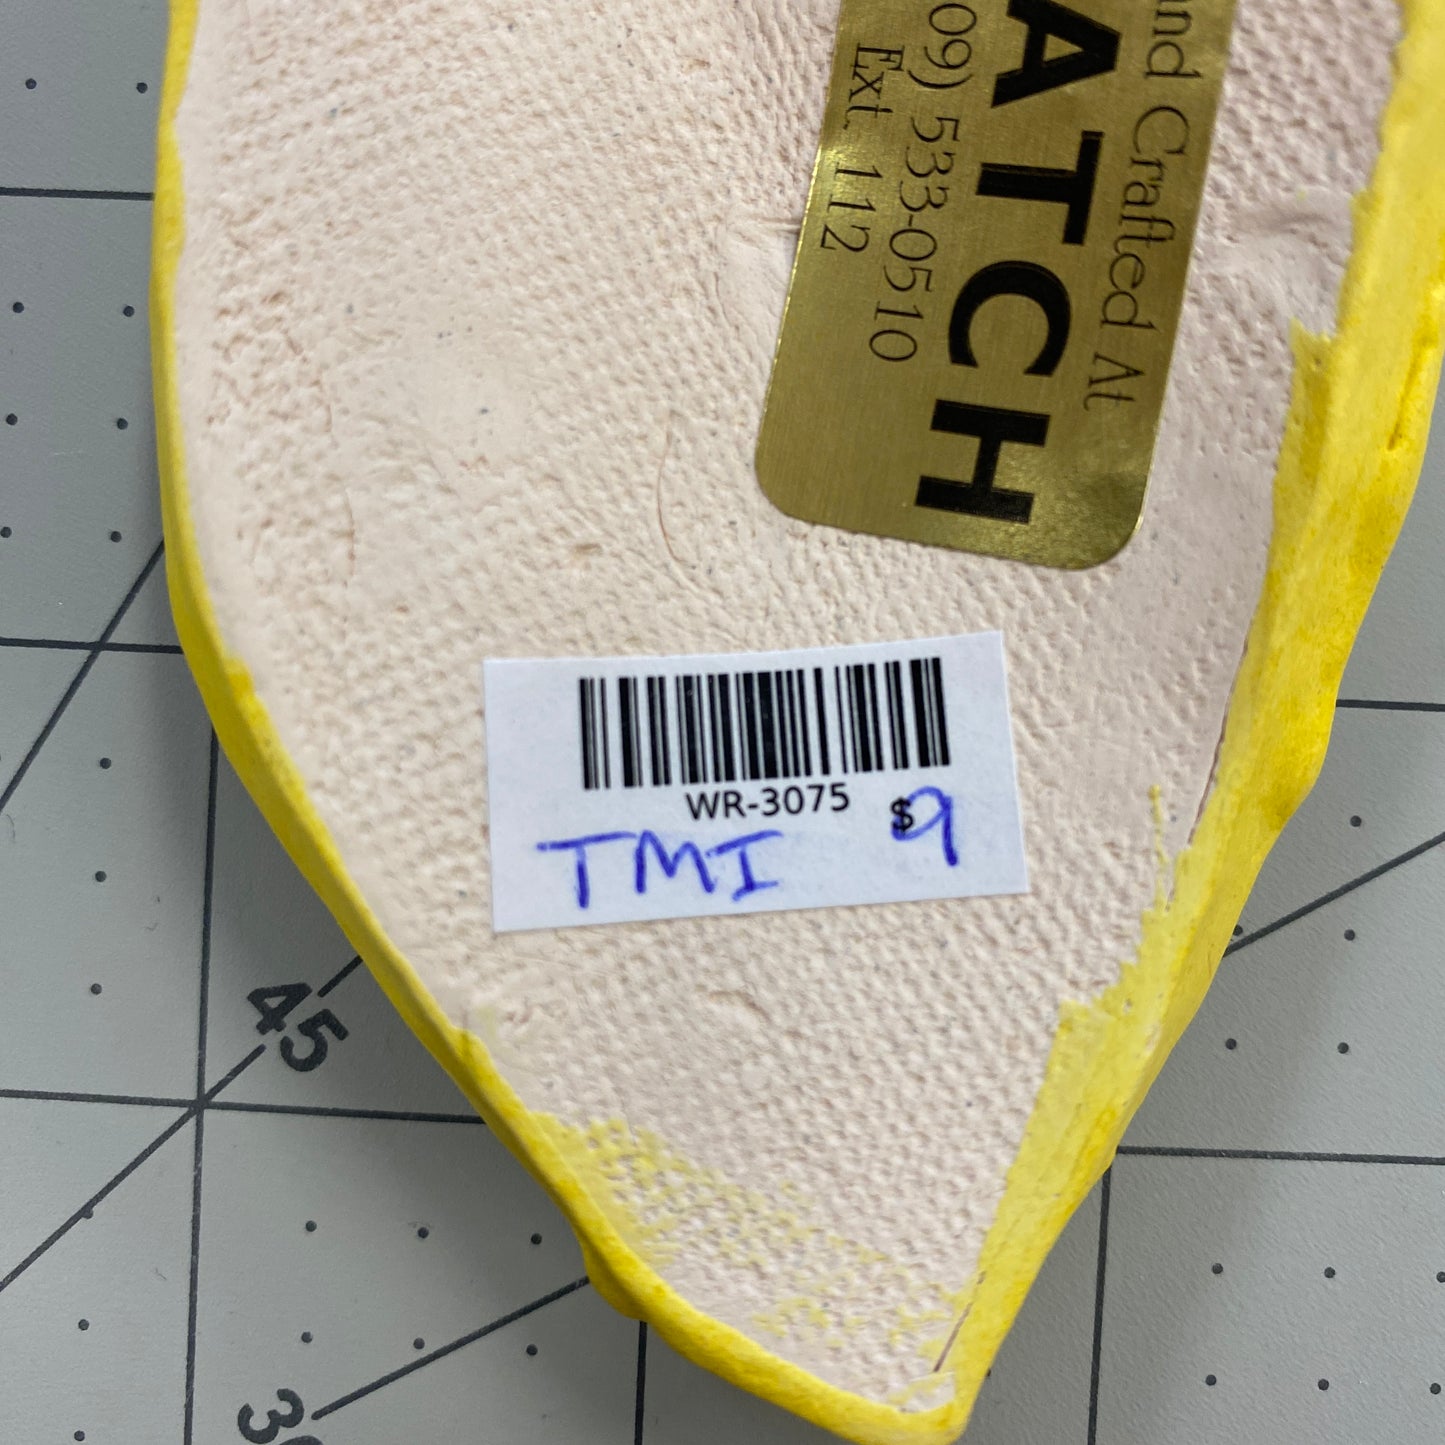 and Crafted At
ATCH
09) 533-0510
Ext. 112
WR-3075
$9
TMI
45